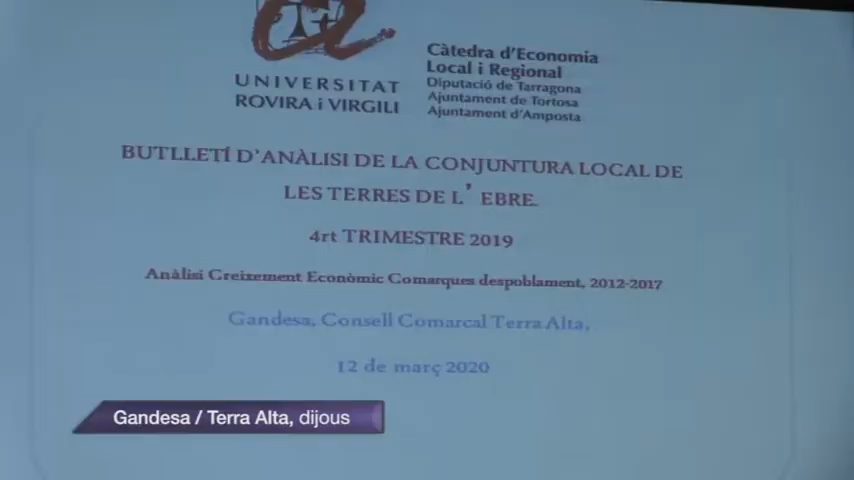 UNIVERSITAT
ROVIRA i VIRGILI
Càtedra d'Economia
Local i Regional
Diputació de Tarragona
Ajuntament de Tortosa
Ajuntament d'Amposta
BUTLLETÍ D'ANÀLISI DE LA CONJUNTURA LOCAL DE
LES TERRES DE L' EBRE.
4rt TRIMESTRE 2019
Anàlisi Creixement Econòmic Comarques despoblament, 2012-2017
Gandesa, Consell Comarcal Terra Alta,
12 de març 2020
Gandesa / Terra Alta, dijous